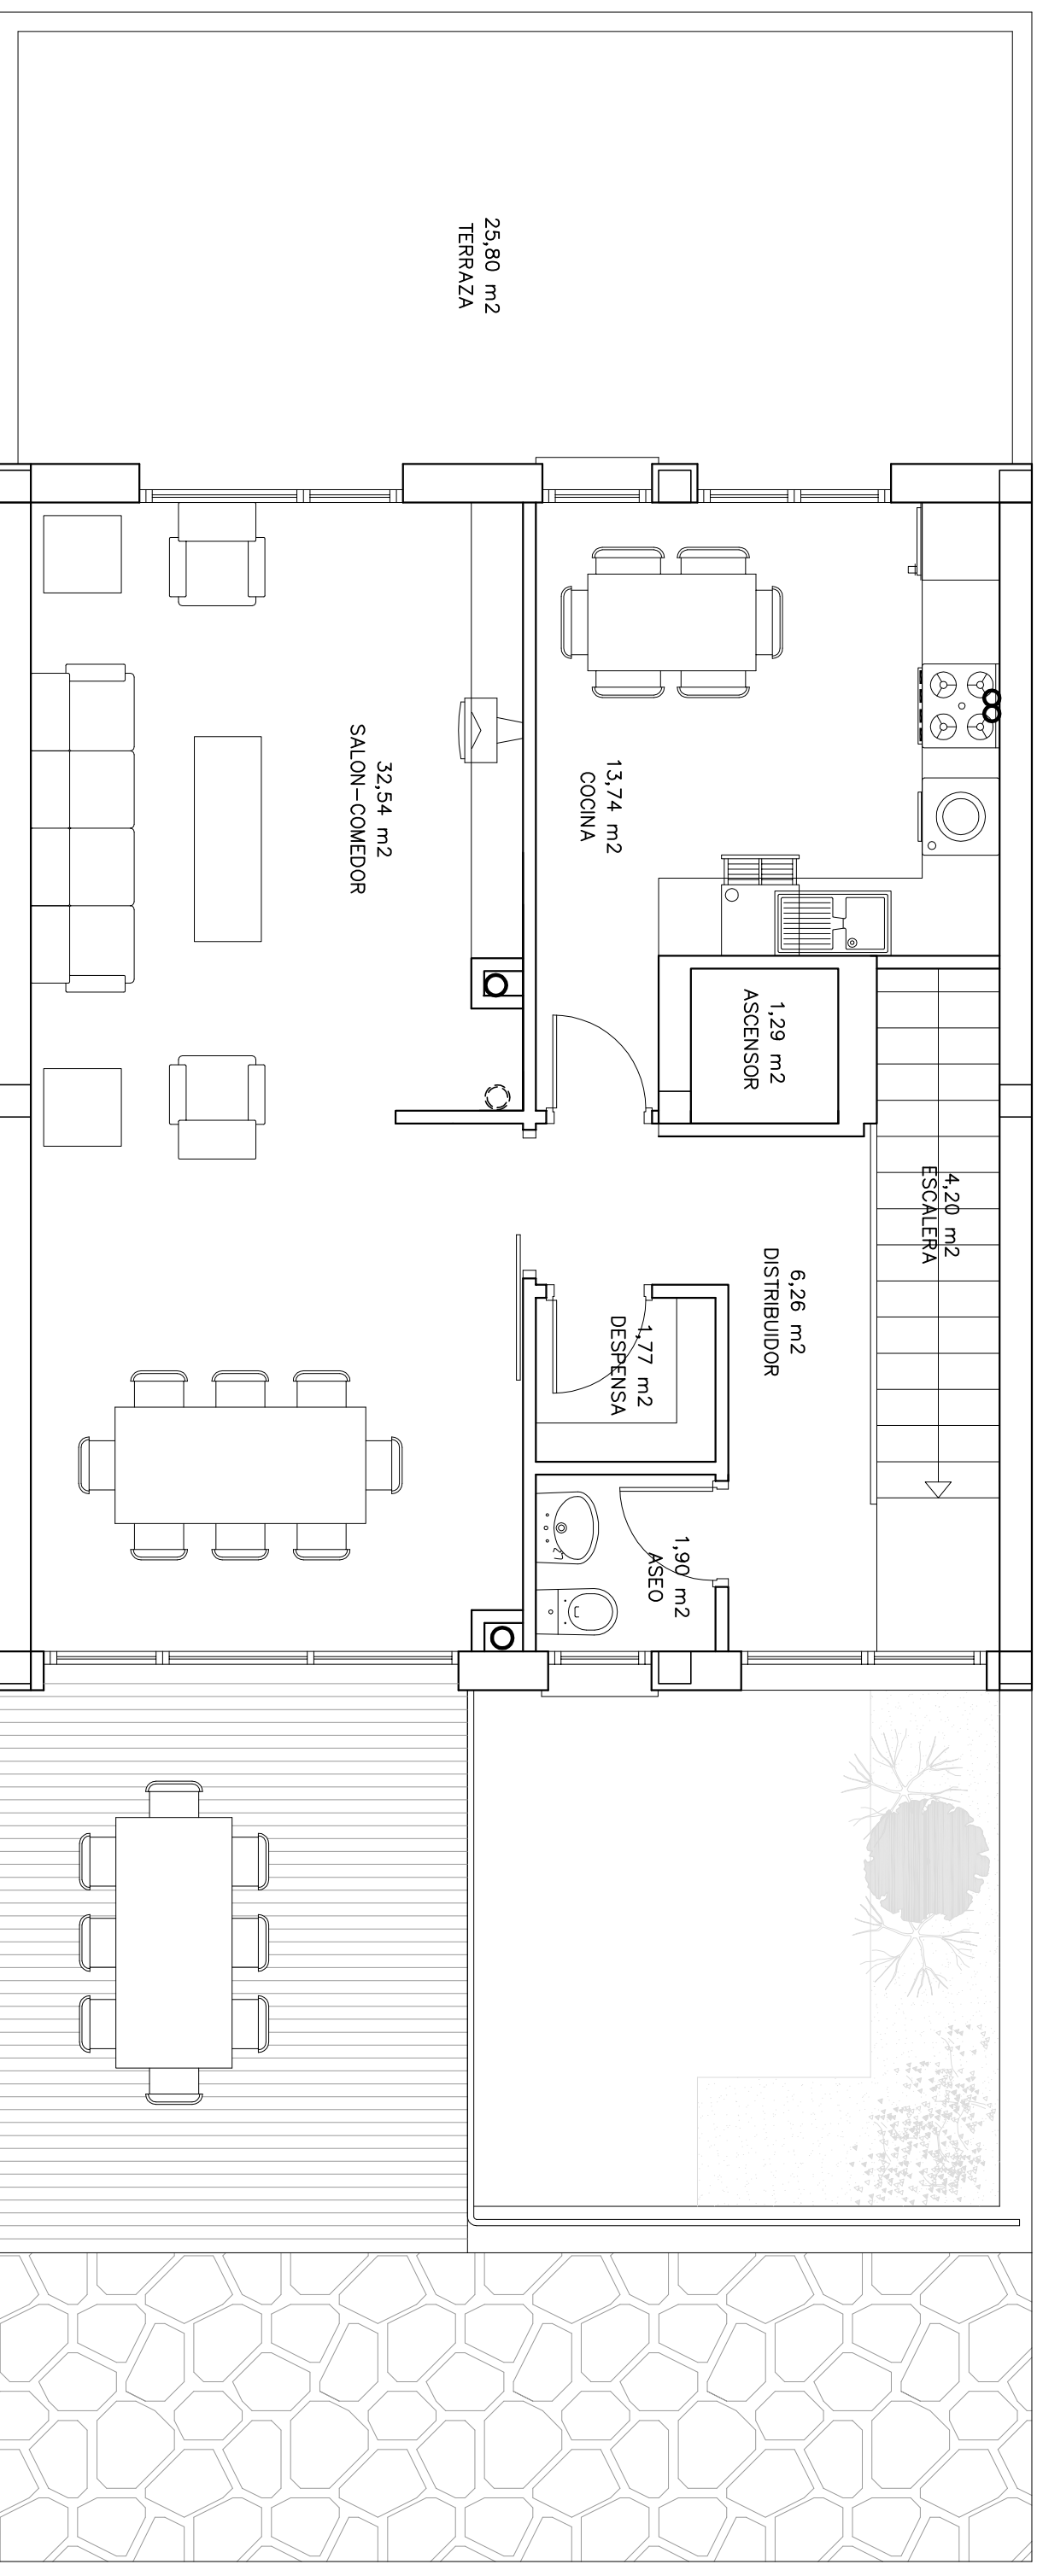 25,80 m2
TERRAZA
13,74 m2
COCINA
32,54 m2
SALON-COMEDOR
1,29 m2
ASCENSOR
4,20 m2
ESCALERA
6,26 m2
DISTRIBUIDOR
1,77 m2
DESPENSA
1,90 m2
ASEO